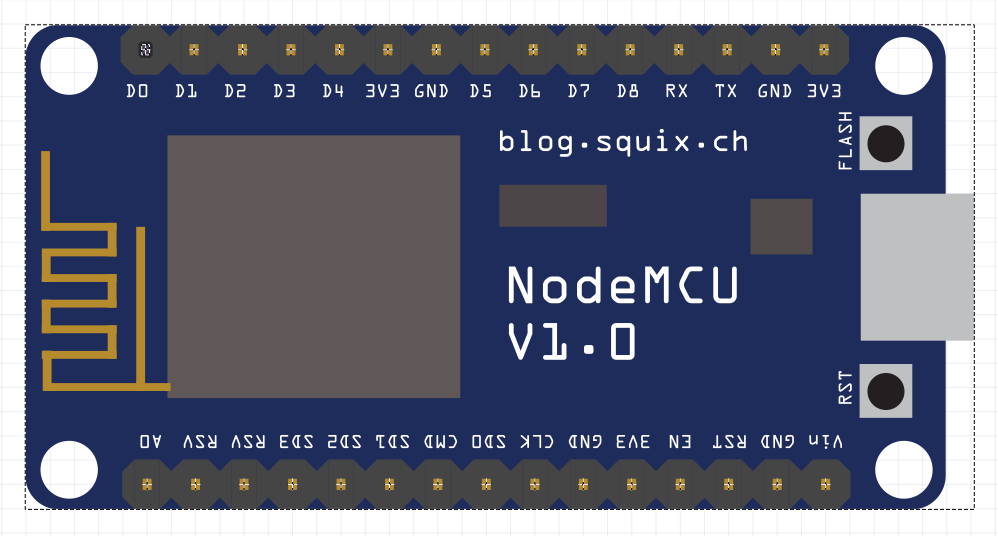 D0 D1 D2 D3 D4 3V3 GND D5 D6 D7 D8 RX TX GND 3V3
FLASH
blog.squix.ch
NodeMCU
V1.0
RST
A0 RSV RSV SD3 SD2 SD1 CMD SD0 CLK GND 3V3 EN RST GND Vin